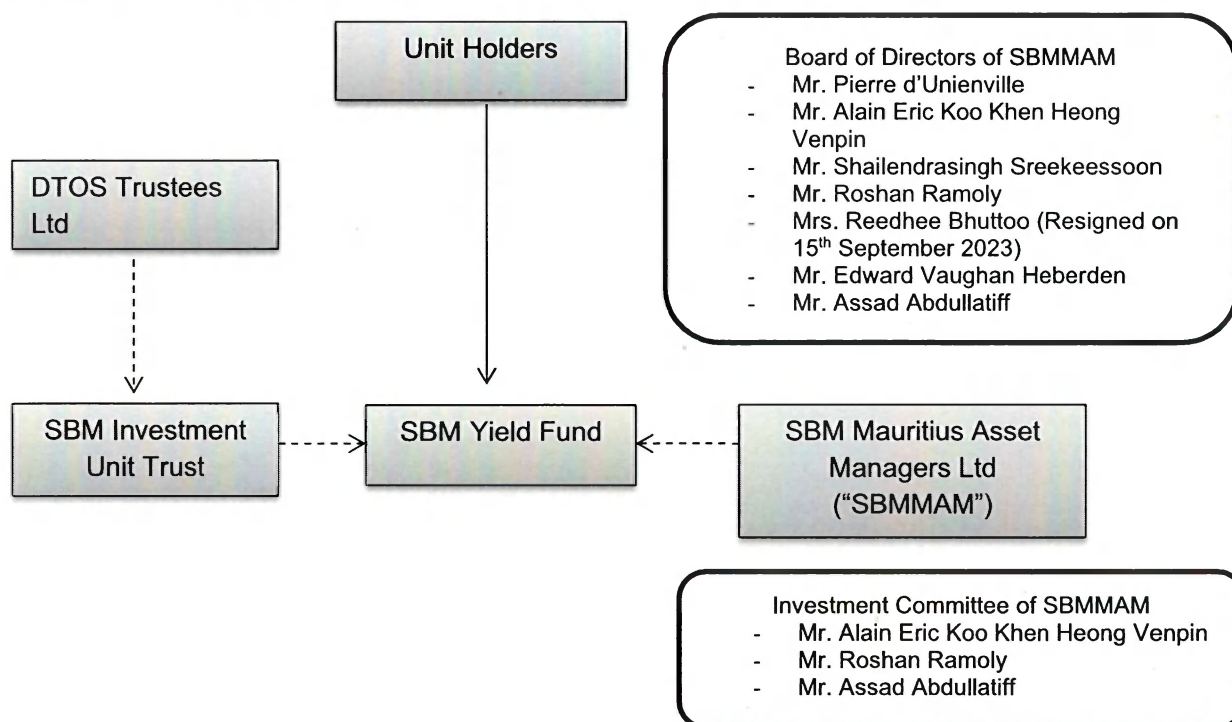 Unit Holders
DTOS Trustees
Ltd
SBM Investment
Unit Trust
SBM Yield Fund
SBM Mauritius Asset
Managers Ltd
(“SBMMAM”)
Board of Directors of SBMMAM
- Mr. Pierre d’Unienville
- Mr. Alain Eric Koo Khen Heong
Venpin
- Mr. Shailendrasingh Sreekeessoon
- Mr. Roshan Ramoly
- Mrs. Reedhee Bhuttoo (Resigned on
15th September 2023)
- Mr. Edward Vaughan Heberden
- Mr. Assad Abdullatiff
Investment Committee of SBMMAM
- Mr. Alain Eric Koo Khen Heong Venpin
- Mr. Roshan Ramoly
- Mr. Assad Abdullatiff